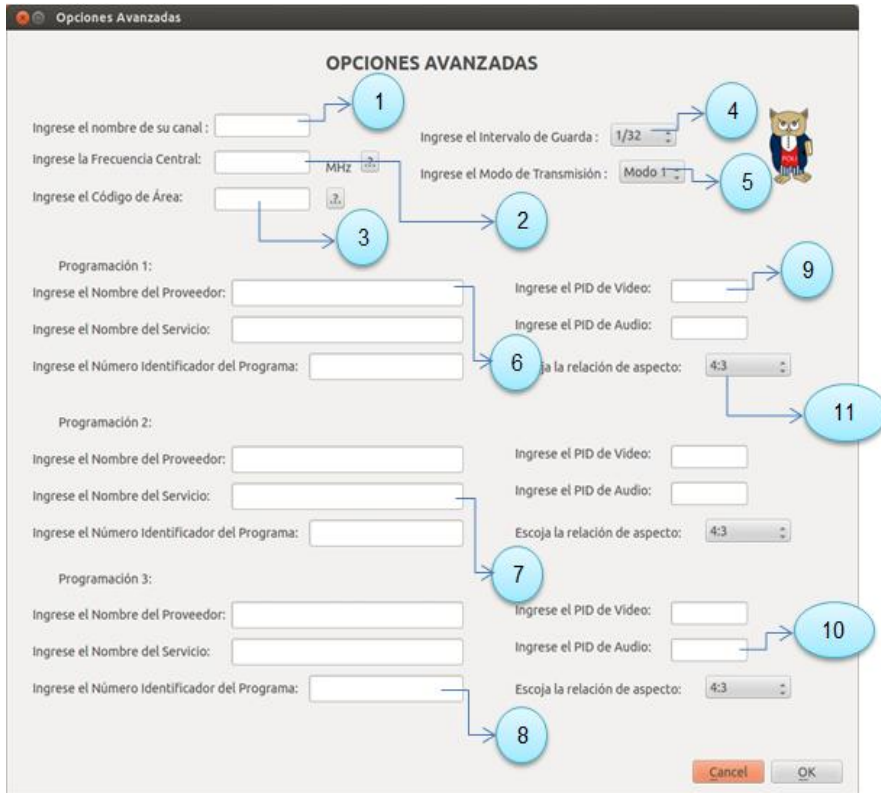 Opciones Avanzadas
OPCIONES AVANZADAS
Ingrese el nombre de su canal :
1
Ingrese el Intervalo de Guarda :
1/32
4
Ingrese la Frecuencia Central:
MHz
.?.
2
Ingrese el Modo de Transmisión :
Modo 1
5
POLI
Ingrese el Código de Área:
.?.
3
Programación 1:
Ingrese el Nombre del Proveedor:
6
Ingrese el PID de Video:
9
Ingrese el Nombre del Servicio:
Ingrese el PID de Audio:
Ingrese el Número Identificador del Programa:
la relación de aspecto:
4:3
11
Programación 2:
Ingrese el Nombre del Proveedor:
Ingrese el PID de Video:
Ingrese el Nombre del Servicio:
7
Ingrese el PID de Audio:
Ingrese el Número Identificador del Programa:
Escoja la relación de aspecto:
4:3
Programación 3:
Ingrese el Nombre del Proveedor:
Ingrese el PID de Video:
Ingrese el Nombre del Servicio:
Ingrese el PID de Audio:
10
Ingrese el Número Identificador del Programa:
8
Escoja la relación de aspecto:
4:3
Cancel
OK